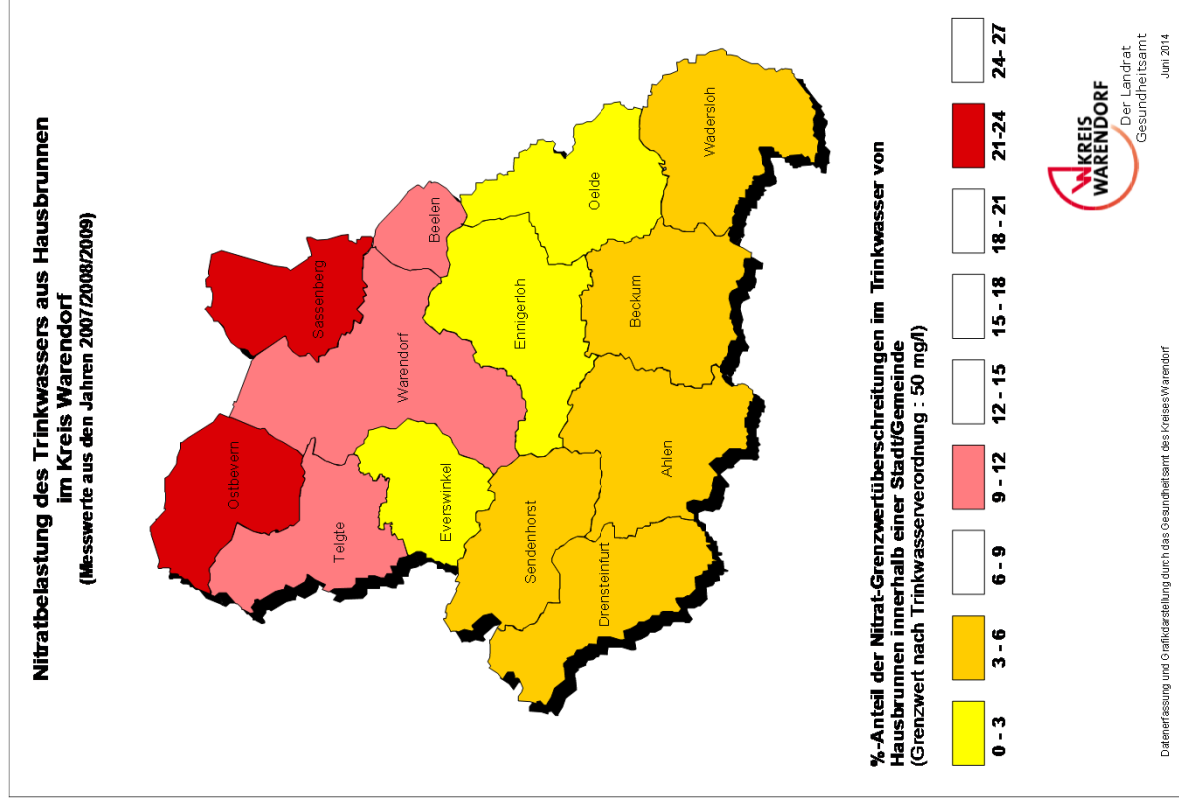 Nitratbelastung des Trinkwassers aus Hausbrunnen
im Kreis Warendorf
(Messwerte aus den Jahren 2007/2008/2009)
Ostbevern
Sassenberg
Telgte
Warendorf
Beelen
Everswinkel
Ennigerloh
Oelde
Sendenhorst
Drensteinfurt
Ahlen
Beckum
Wadersloh
%-Anteil der Nitrat-Grenzwertüberschreitungen im Trinkwasser von
Hausbrunnen innerhalb einer Stadt/Gemeinde
(Grenzwert nach Trinkwasserverordnung : 50 mg/l)
0 - 3
3 - 6
6 - 9
9 - 12
12 - 15
15 - 18
18 - 21
21-24
24- 27
KREIS
WARENDORF
Der Landrat
Gesundheitsamt
Datenerfassung und Grafikdarstellung durch das Gesundheitsamt des Kreises Warendorf
Juni 2014